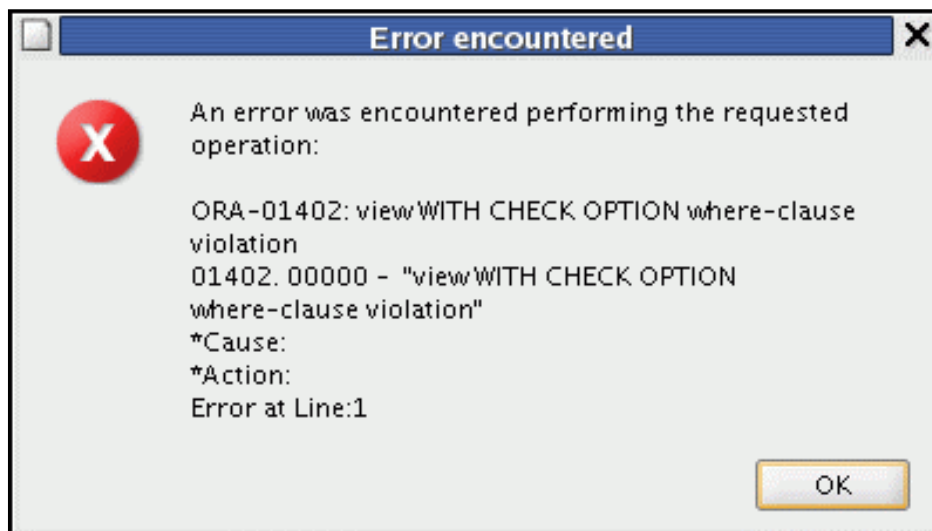 Error encountered
An error was encountered performing the requested
operation:
ORA-01402: view WITH CHECK OPTION where-clause
violation
01402. 00000 - "view WITH CHECK OPTION
where-clause violation"
*Cause:
*Action:
Error at Line:1
OK